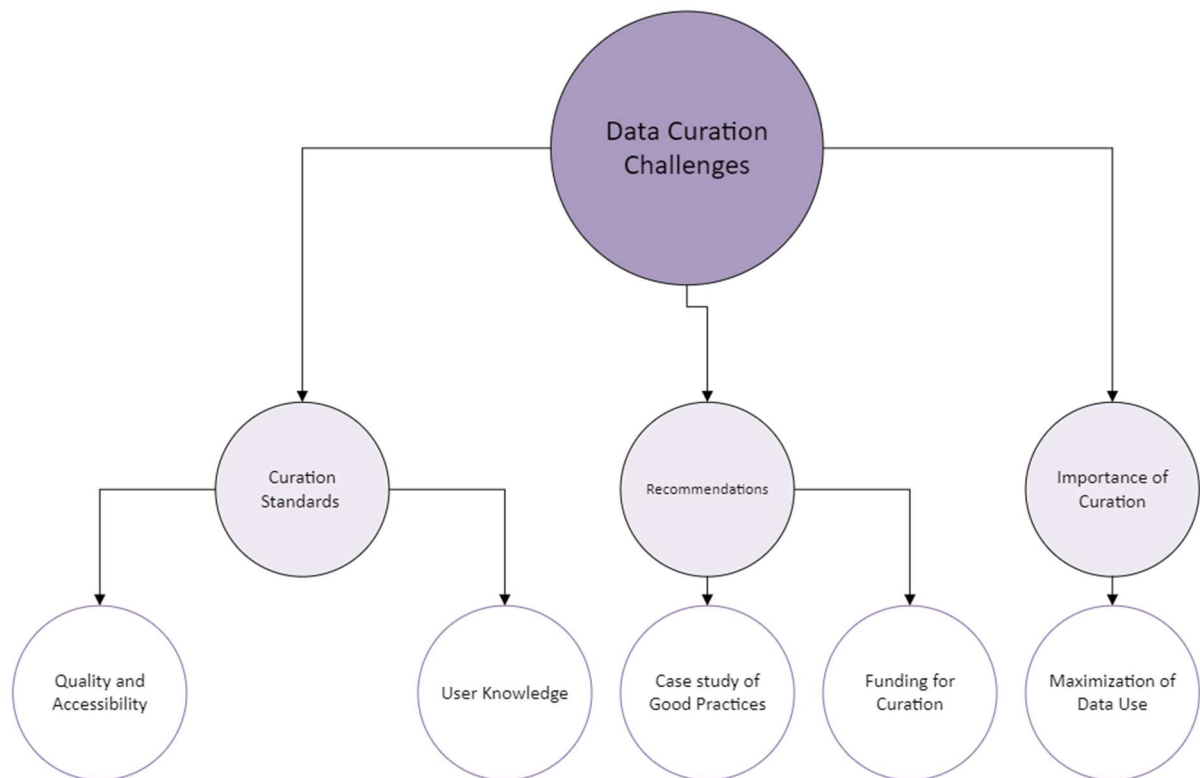 Data Curation
Challenges
Curation
Standards
Recommendations
Importance of
Curation
Quality and
Accessibility
User Knowledge
Case study of
Good Practices
Funding for
Curation
Maximization of
Data Use